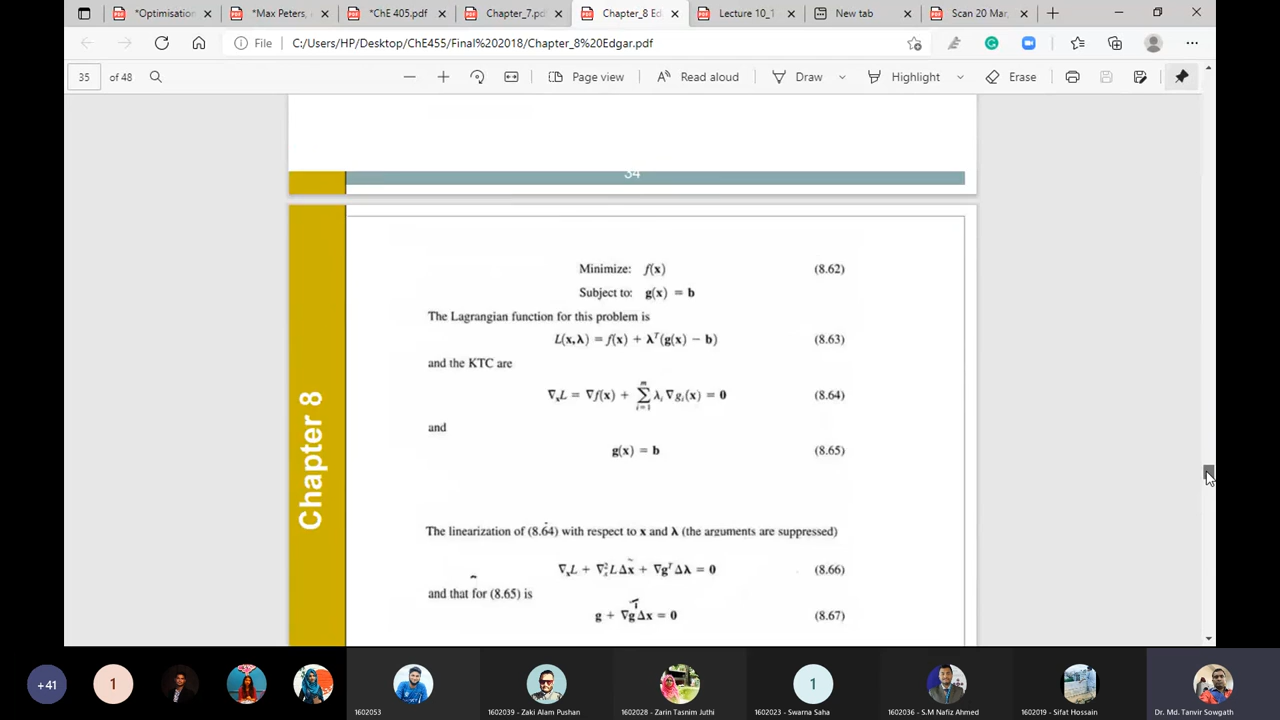 *Optimisation
*Max Peters,
*ChE 405.pdf
Chapter_7.pd
Chapter_8 Ed
Lecture 10_1
New tab
Scan 20 Mar,
File
C:/Users/HP/Desktop/ChE455/Final%202018/Chapter_8%20Edgar.pdf
35 of 48
Page view
Read aloud
Draw
Highlight
Erase
34
Chapter 8
Minimize: f(x) (8.62)
Subject to: g(x) = b
The Lagrangian function for this problem is
L(x,λ) = f(x) + λᵀ(g(x) − b) (8.63)
and the KTC are
∇ₓL = ∇f(x) + ∑ᵢ₌₁ᵐ λᵢ∇gᵢ(x) = 0 (8.64)
and
g(x) = b (8.65)
The linearization of (8.64) with respect to x and λ (the arguments are suppressed)
∇ₓL + ∇ₓ²LΔx + ∇gᵀΔλ = 0 (8.66)
and that for (8.65) is
g + ∇gΔx = 0 (8.67)
+41
1
1602053
1602039 - Zaki Alam Pushan
1602028 - Zarin Tasnim Juthi
1
1602023 - Swarna Saha
1602036 - S.M Nafiz Ahmed
1602019 - Sifat Hossain
Dr. Md. Tanvir Sowgath